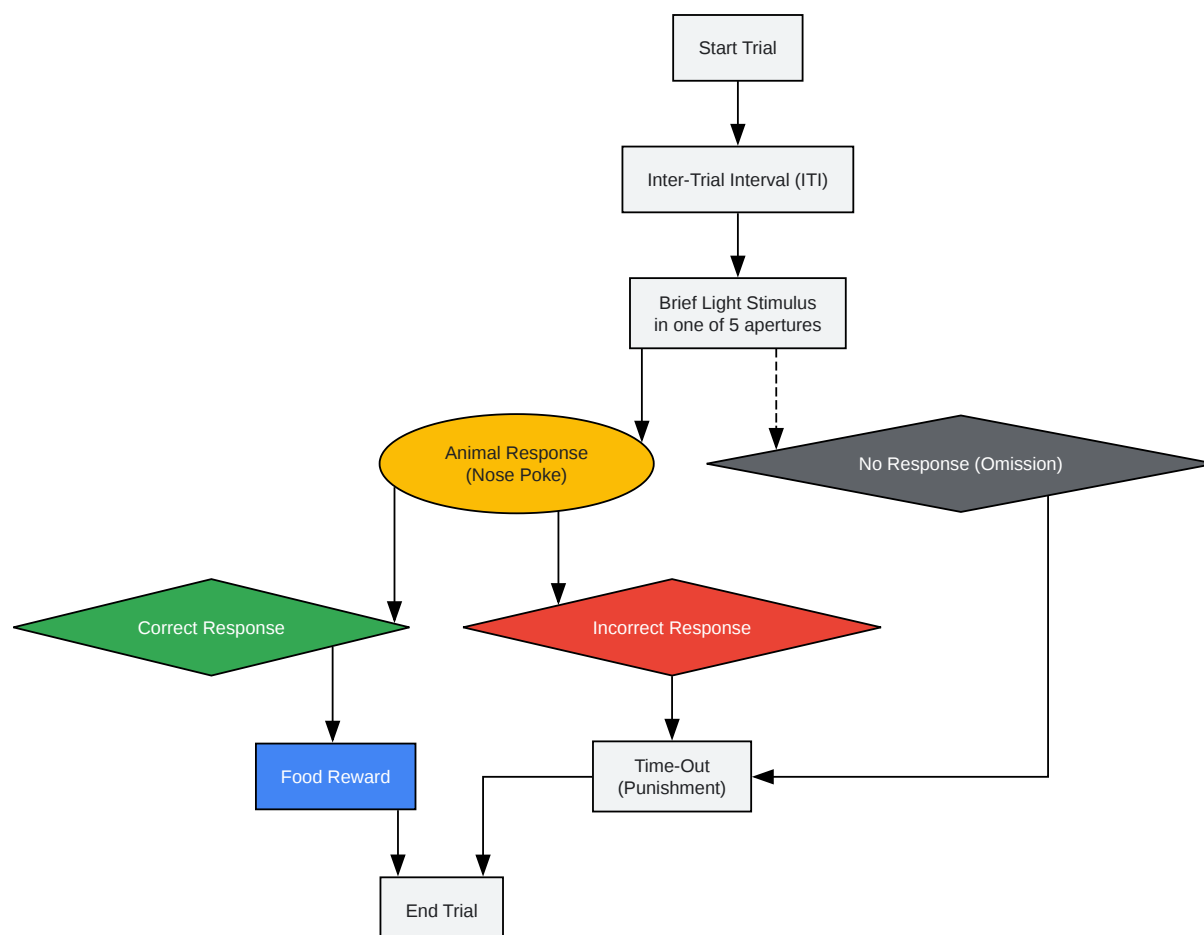 Start Trial
Inter-Trial Interval (ITI)
Brief Light Stimulus
in one of 5 apertures
Animal Response
(Nose Poke)
No Response (Omission)
Correct Response
Incorrect Response
Food Reward
Time-Out
(Punishment)
End Trial